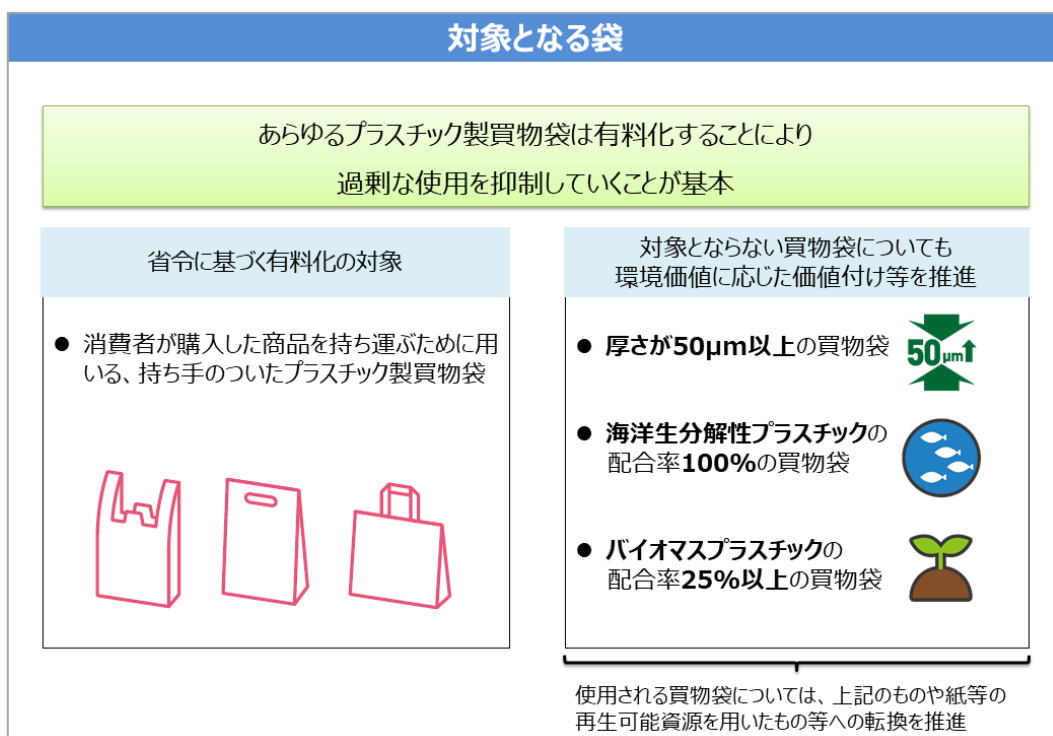 対象となる袋
あらゆるプラスチック製買物袋は有料化することにより
過剰な使用を抑制していくことが基本
省令に基づく有料化の対象
● 消費者が購入した商品を持ち運ぶために用
いる、持ち手のついたプラスチック製買物袋
対象とならない買物袋についても
環境価値に応じた価値付け等を推進
● 厚さが50μm以上の買物袋
50μm
● 海洋生分解性プラスチックの
配合率100%の買物袋
● バイオマスプラスチックの
配合率25%以上の買物袋
使用される買物袋については、上記のものや紙等の
再生可能資源を用いたもの等への転換を推進